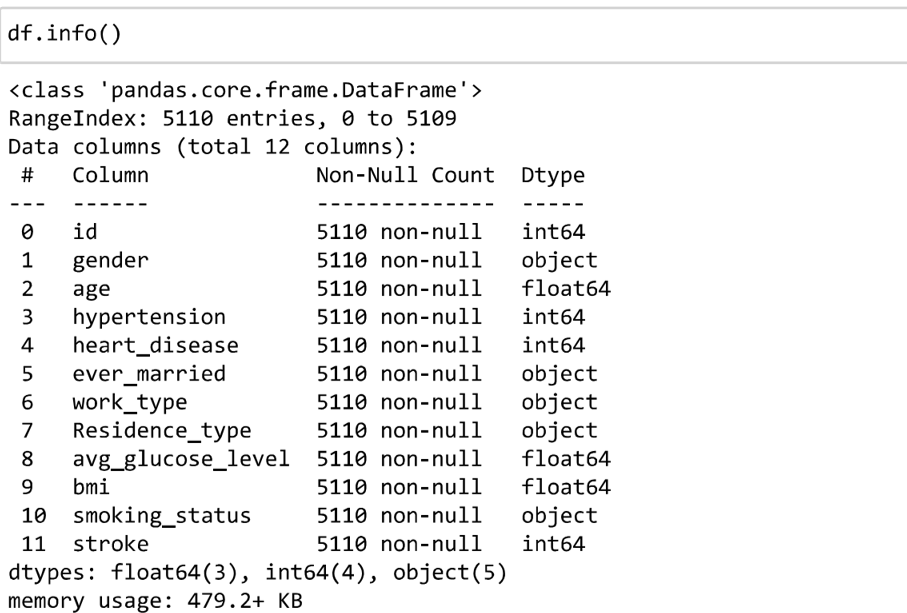 df.info()
<class 'pandas.core.frame.DataFrame'>
RangeIndex: 5110 entries, 0 to 5109
Data columns (total 12 columns):
 #   Column             Non-Null Count  Dtype
---  ------             --------------  -----
 0   id                 5110 non-null   int64
 1   gender             5110 non-null   object
 2   age                5110 non-null   float64
 3   hypertension       5110 non-null   int64
 4   heart_disease      5110 non-null   int64
 5   ever_married       5110 non-null   object
 6   work_type          5110 non-null   object
 7   Residence_type     5110 non-null   object
 8   avg_glucose_level  5110 non-null   float64
 9   bmi                5110 non-null   float64
 10  smoking_status     5110 non-null   object
 11  stroke             5110 non-null   int64
dtypes: float64(3), int64(4), object(5)
memory usage: 479.2+ KB